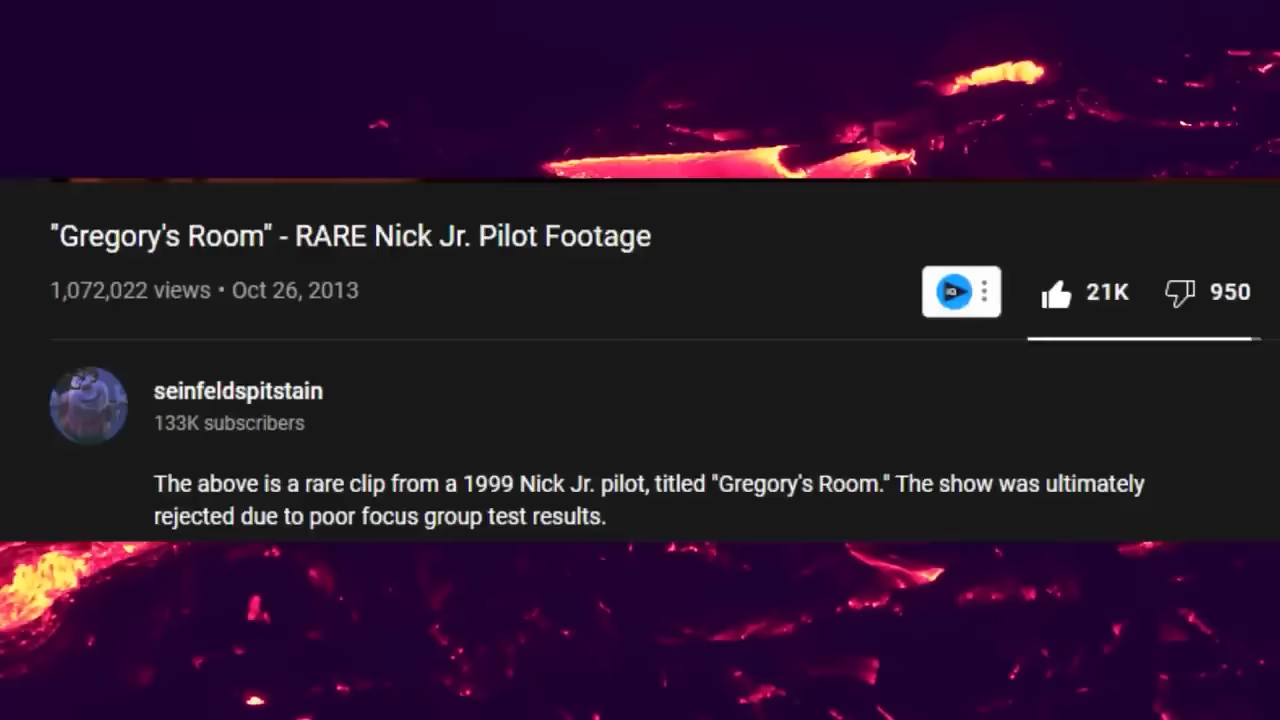 "Gregory's Room" - RARE Nick Jr. Pilot Footage
1,072,022 views • Oct 26, 2013
21K
950
seinfeldspitstain
133K subscribers
The above is a rare clip from a 1999 Nick Jr. pilot, titled "Gregory's Room." The show was ultimately
rejected due to poor focus group test results.